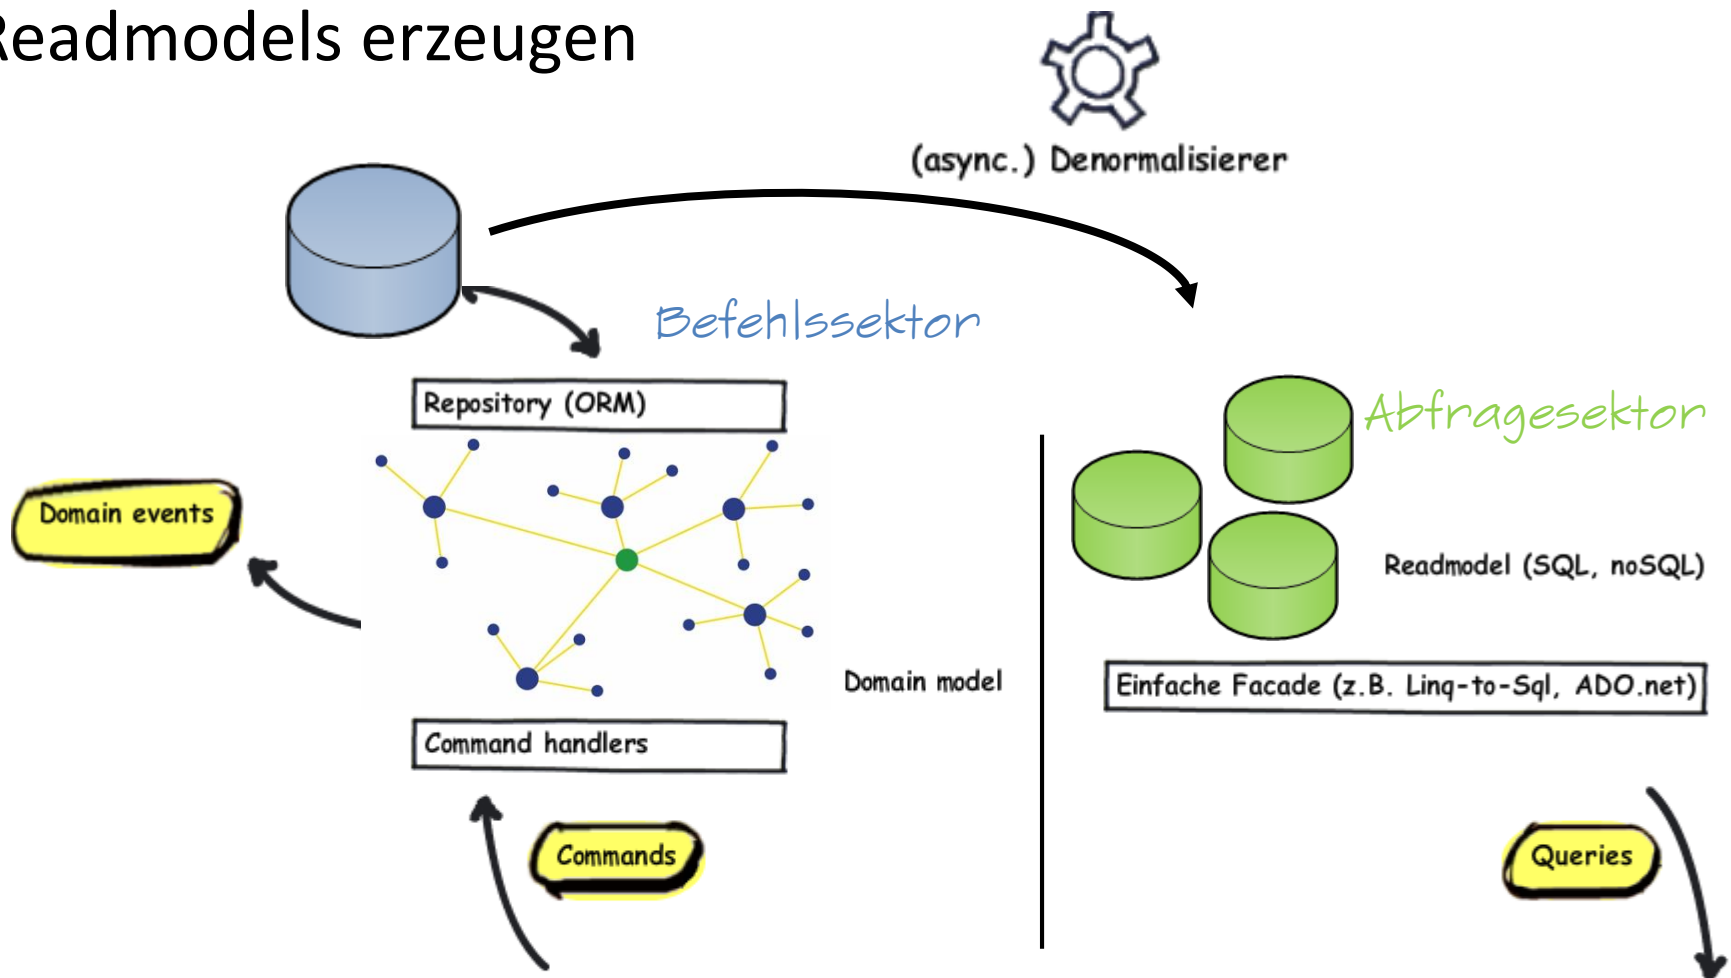 Readmodels erzeugen
(async.) Denormalisierer
Befehlssektor
Repository (ORM)
Abfragesektor
Domain events
Readmodel (SQL, noSQL)
Domain model
Einfache Facade (z.B. Linq-to-Sql, ADO.net)
Command handlers
Commands
Queries